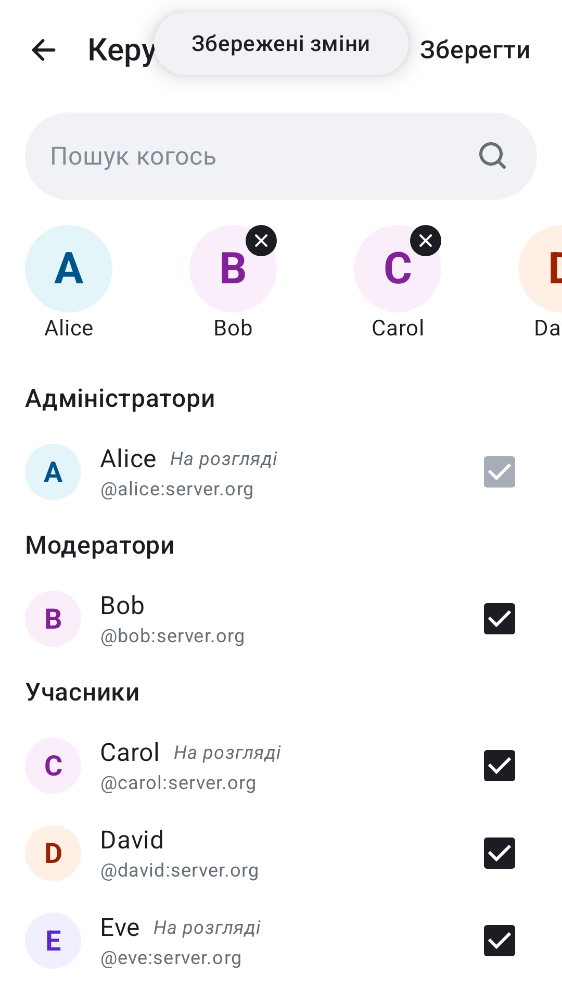 Керу
Збережені зміни
Зберегти
Пошук когось
A
B
C
Alice
Bob
Carol
Da
Адміністратори
A
Alice На розгляді
@alice:server.org
Модератори
B
Bob
@bob:server.org
Учасники
C
Carol На розгляді
@carol:server.org
D
David
@david:server.org
E
Eve На розгляді
@eve:server.org